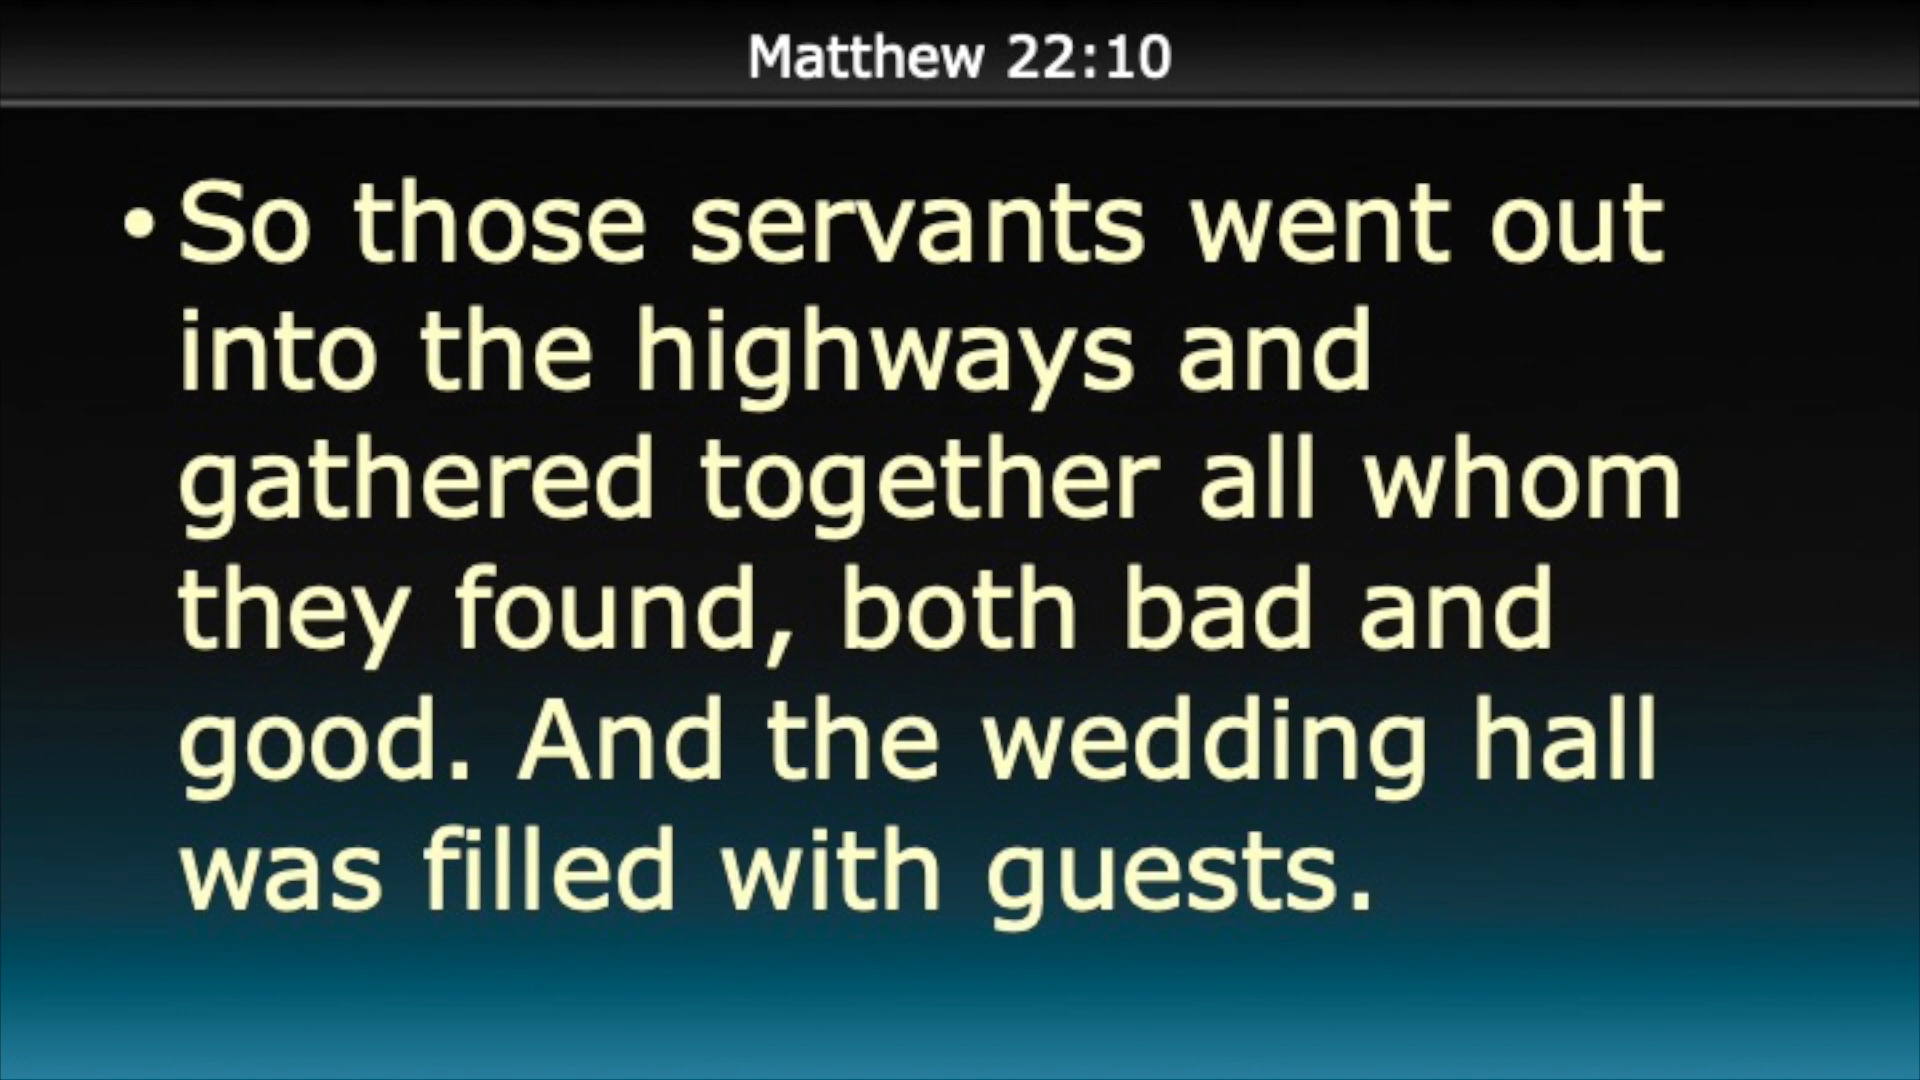 Matthew 22:10
• So those servants went out
into the highways and
gathered together all whom
they found, both bad and
good. And the wedding hall
was filled with guests.